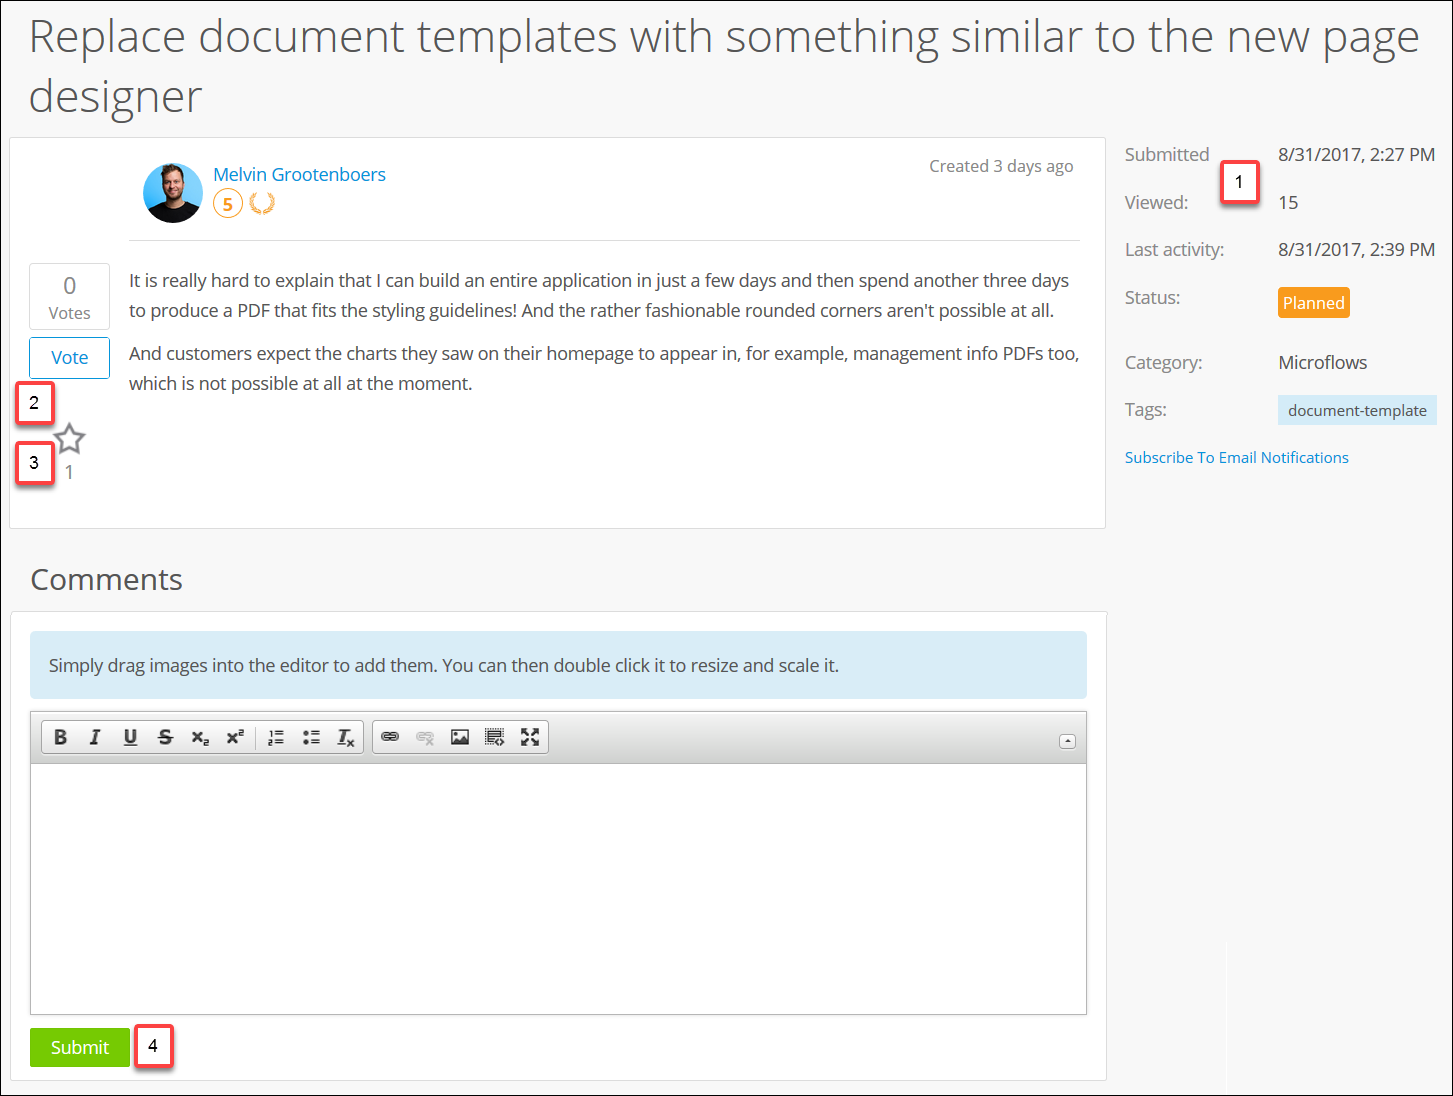 Replace document templates with something similar to the new page
designer
Melvin Grootenboers
5
Created 3 days ago
0
Votes
Vote
2
3
1
It is really hard to explain that I can build an entire application in just a few days and then spend another three days
to produce a PDF that fits the styling guidelines! And the rather fashionable rounded corners aren't possible at all.
And customers expect the charts they saw on their homepage to appear in, for example, management info PDFs too,
which is not possible at all at the moment.
Submitted 8/31/2017, 2:27 PM
1
Viewed: 15
Last activity: 8/31/2017, 2:39 PM
Status: Planned
Category: Microflows
Tags: document-template
Subscribe To Email Notifications
Comments
Simply drag images into the editor to add them. You can then double click it to resize and scale it.
B I U S x₂ x² Tx
Submit 4